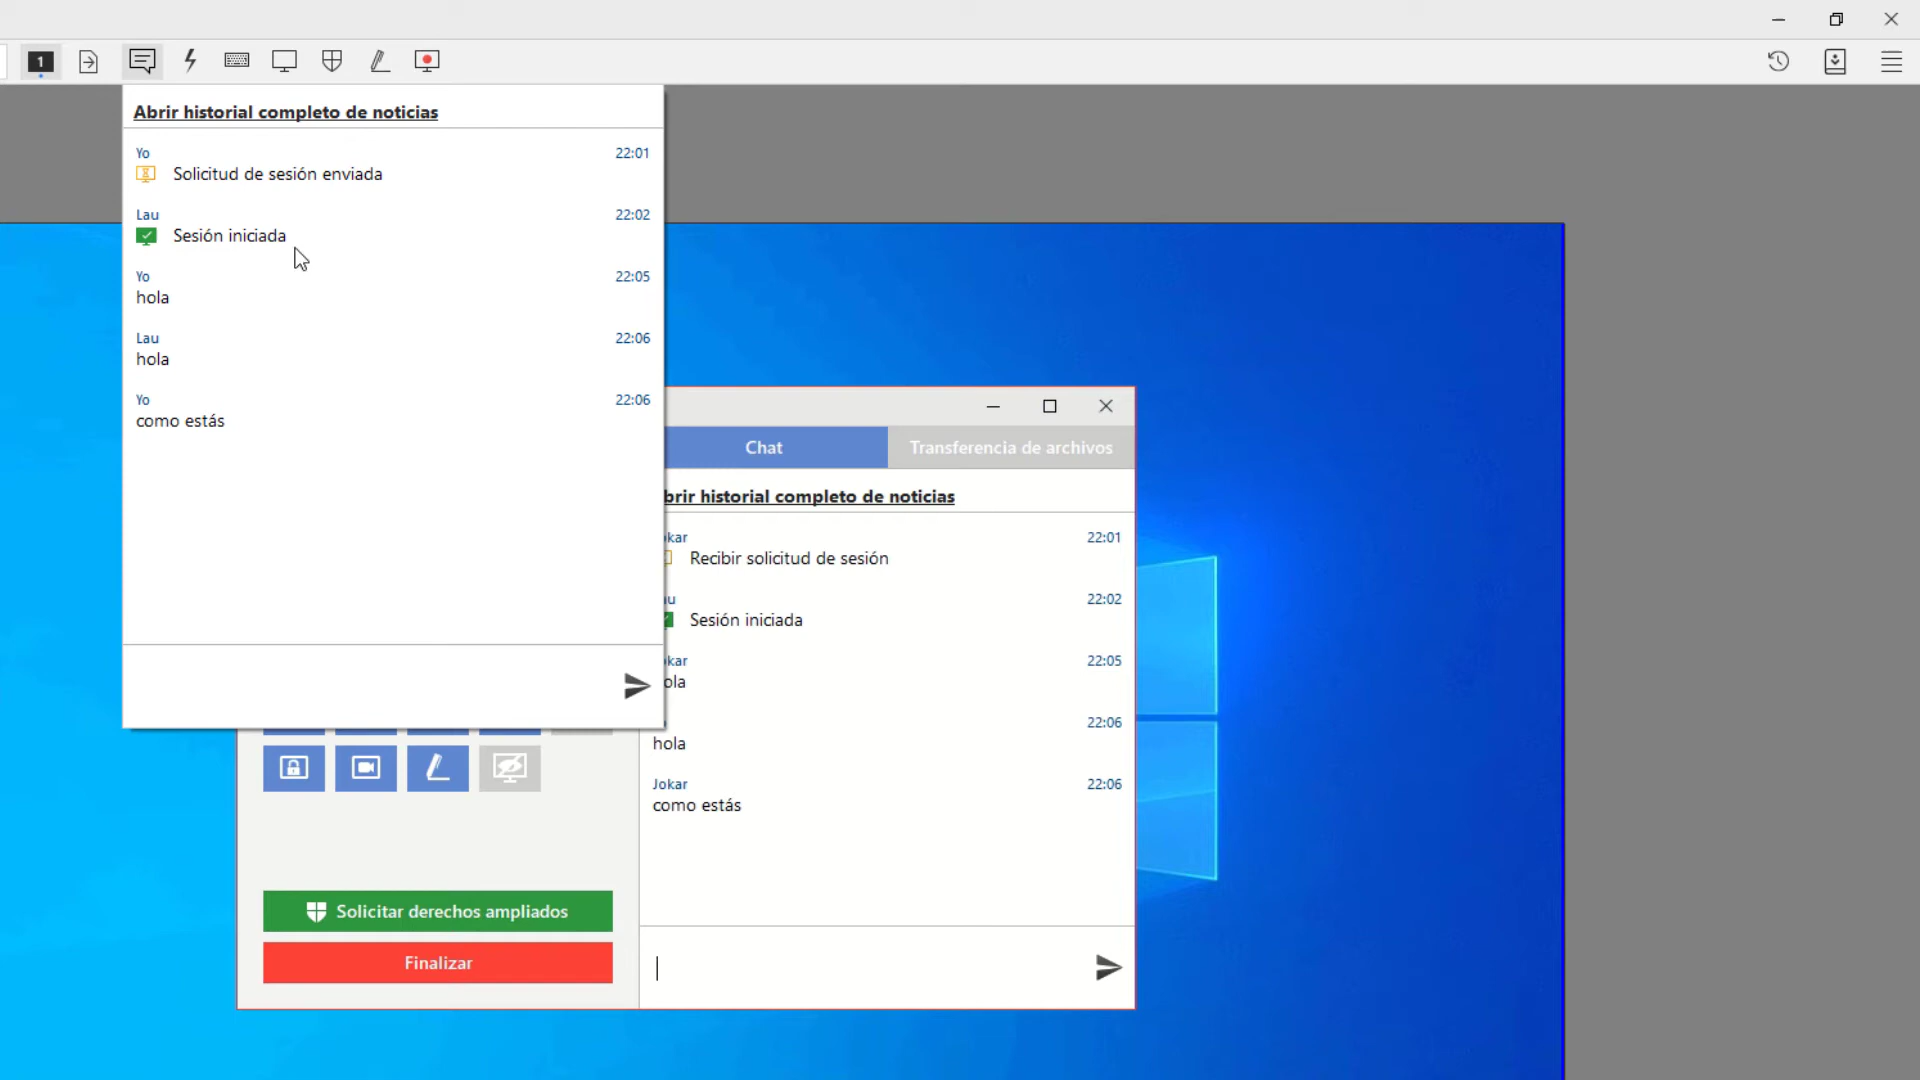 1
Abrir historial completo de noticias
Yo 22:01
Solicitud de sesión enviada
Lau 22:02
Sesión iniciada
Yo 22:05
hola
Lau 22:06
hola
Yo 22:06
como estás
Chat Transferencia de archivos
brir historial completo de noticias
kar 22:01
Recibir solicitud de sesión
u 22:02
Sesión iniciada
kar 22:05
ola
22:06
hola
Jokar 22:06
como estás
Solicitar derechos ampliados
Finalizar